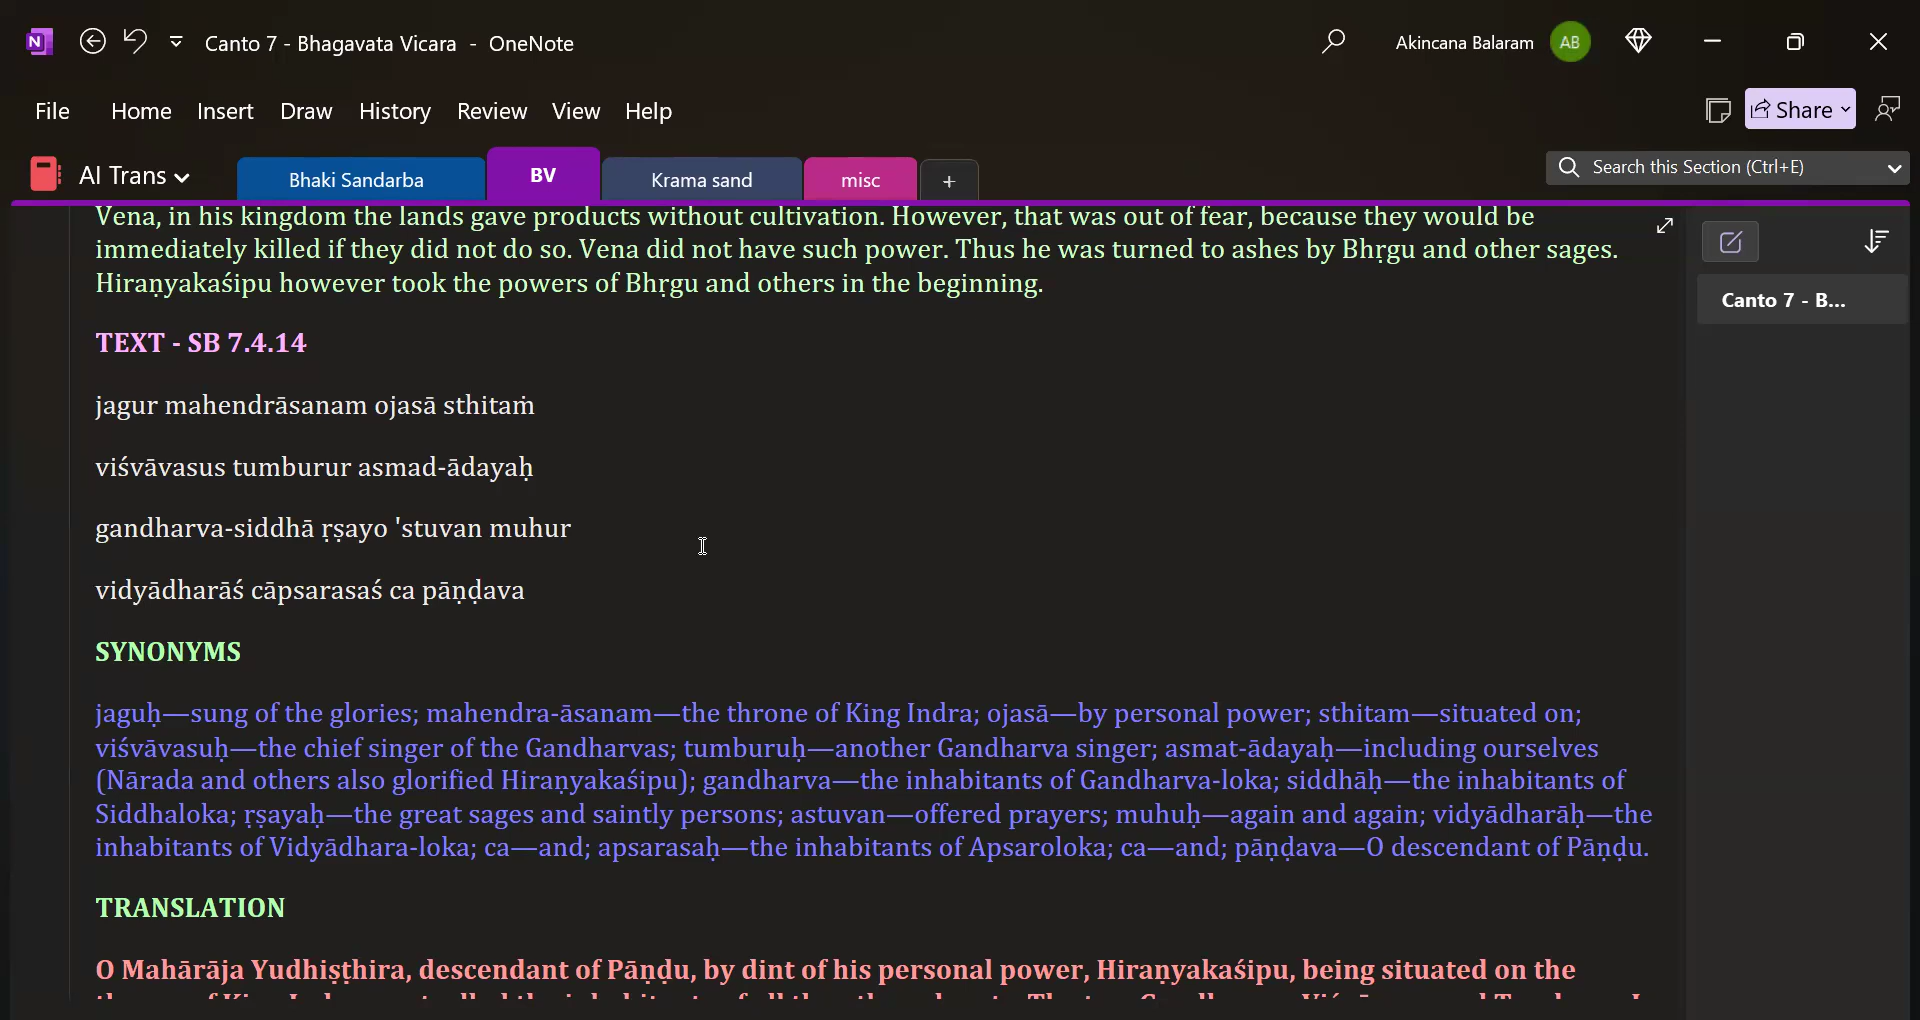 Canto 7 - Bhagavata Vicara - OneNote
Akincana Balaram AB
File Home Insert Draw History Review View Help
Share
AI Trans
Bhaki Sandarba
BV
Krama sand
misc
+
Search this Section (Ctrl+E)
Canto 7 - B...
Vena, in his kingdom the lands gave products without cultivation. However, that was out of fear, because they would be
immediately killed if they did not do so. Vena did not have such power. Thus he was turned to ashes by Bhṛgu and other sages.
Hiraṇyakaśipu however took the powers of Bhṛgu and others in the beginning.
TEXT - SB 7.4.14
jagur mahendrāsanam ojasā sthitaṁ
viśvāvasus tumburur asmad-ādayaḥ
gandharva-siddhā ṛṣayo 'stuvan muhur
vidyādharāś cāpsarasaś ca pāṇḍava
SYNONYMS
jaguḥ—sung of the glories; mahendra-āsanam—the throne of King Indra; ojasā—by personal power; sthitam—situated on;
viśvāvasuḥ—the chief singer of the Gandharvas; tumburuḥ—another Gandharva singer; asmat-ādayaḥ—including ourselves
(Nārada and others also glorified Hiraṇyakaśipu); gandharva—the inhabitants of Gandharva-loka; siddhāḥ—the inhabitants of
Siddhaloka; ṛṣayaḥ—the great sages and saintly persons; astuvan—offered prayers; muhuḥ—again and again; vidyādharāḥ—the
inhabitants of Vidyādhara-loka; ca—and; apsarasaḥ—the inhabitants of Apsaroloka; ca—and; pāṇḍava—O descendant of Pāṇḍu.
TRANSLATION
O Mahārāja Yudhiṣṭhira, descendant of Pāṇḍu, by dint of his personal power, Hiraṇyakaśipu, being situated on the